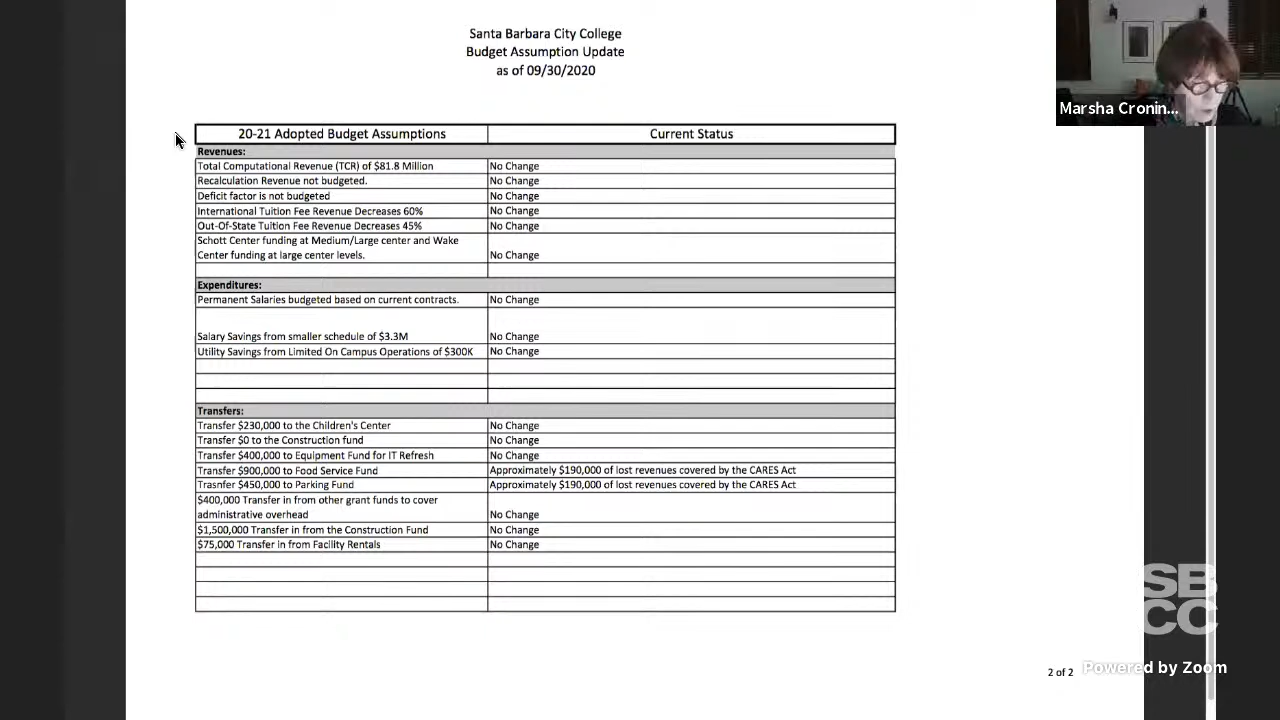 Santa Barbara City College
Budget Assumption Update
as of 09/30/2020
Marsha Cronin...
20-21 Adopted Budget Assumptions Current Status
Revenues:
Total Computational Revenue (TCR) of $81.8 Million No Change
Recalculation Revenue not budgeted. No Change
Deficit factor is not budgeted No Change
International Tuition Fee Revenue Decreases 60% No Change
Out-Of-State Tuition Fee Revenue Decreases 45% No Change
Schott Center funding at Medium/Large center and Wake
Center funding at large center levels. No Change
Expenditures:
Permanent Salaries budgeted based on current contracts. No Change
Salary Savings from smaller schedule of $3.3M No Change
Utility Savings from Limited On Campus Operations of $300K No Change
Transfers:
Transfer $230,000 to the Children's Center No Change
Transfer $0 to the Construction fund No Change
Transfer $400,000 to Equipment Fund for IT Refresh No Change
Transfer $900,000 to Food Service Fund Approximately $190,000 of lost revenues covered by the CARES Act
Trasnfer $450,000 to Parking Fund Approximately $190,000 of lost revenues covered by the CARES Act
$400,000 Transfer in from other grant funds to cover
administrative overhead No Change
$1,500,000 Transfer in from the Construction Fund No Change
$75,000 Transfer in from Facility Rentals No Change
SB
CC
2 of 2 Powered by Zoom